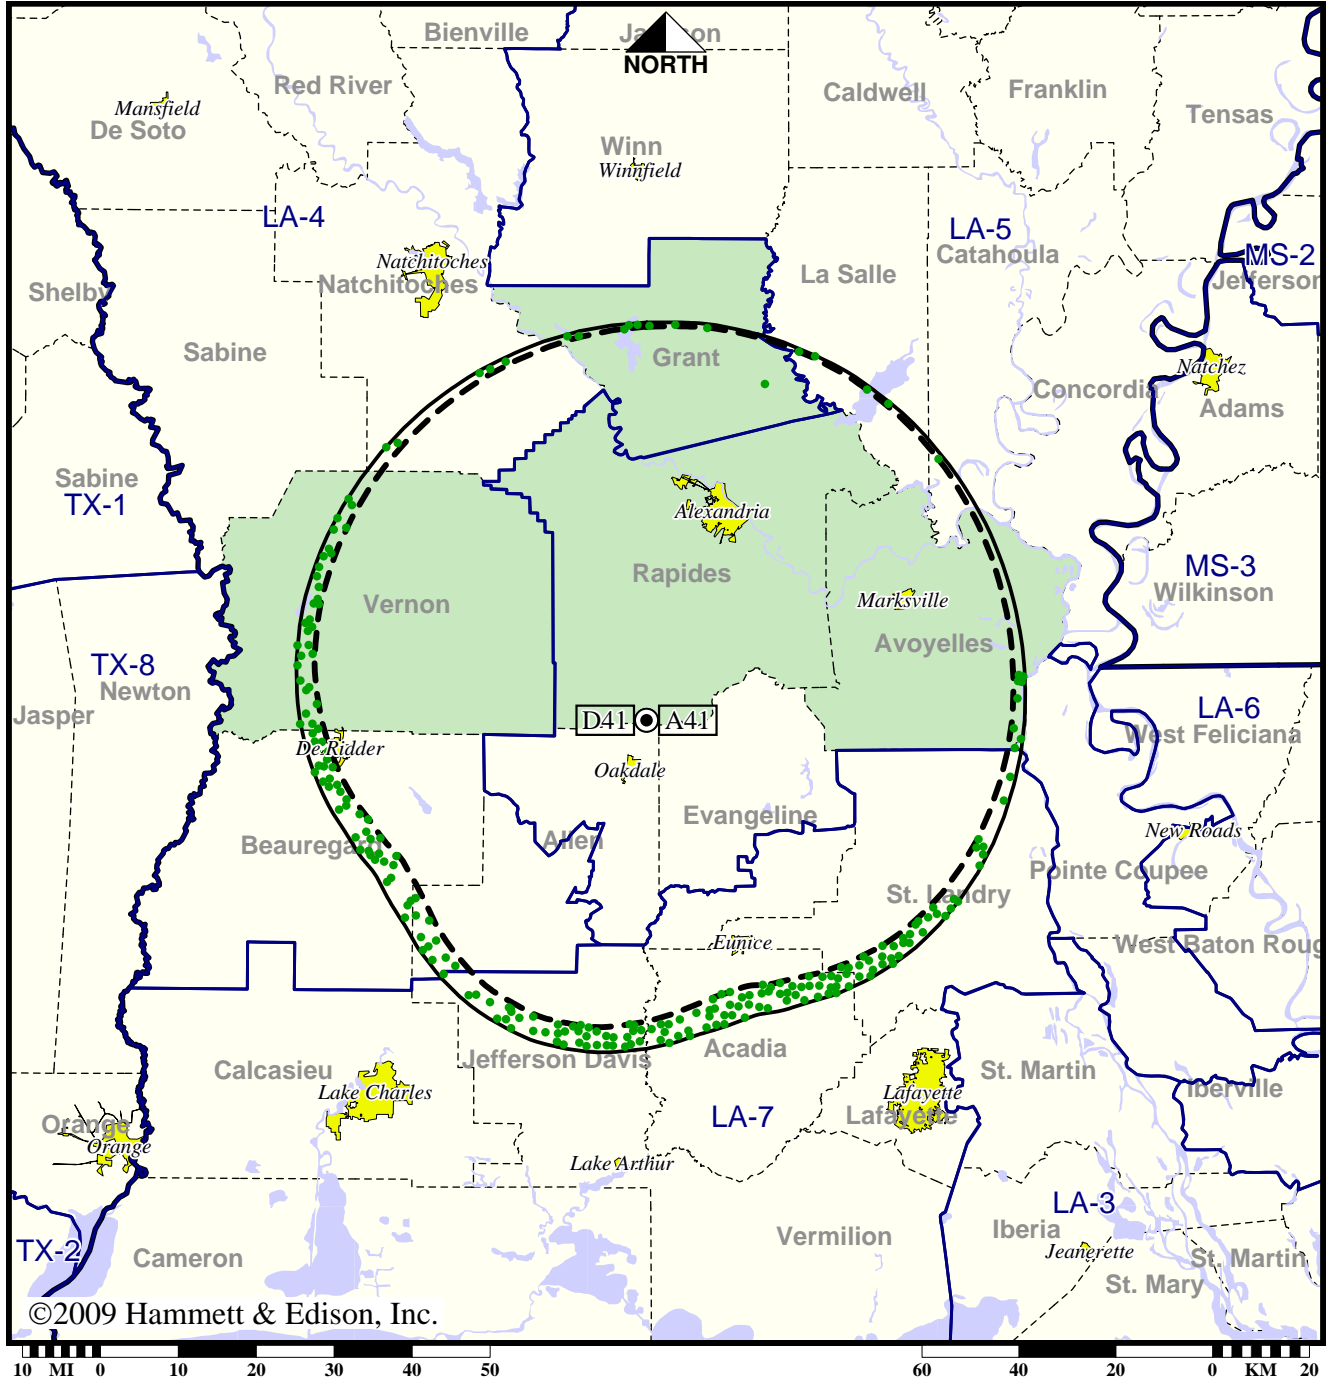 Bienville
Jackson
NORTH
Red River
Caldwell
Franklin
Mansfield
De Soto
Tensas
Winn
Winnfield
LA-4
LA-5
Catahoula
MS-2
Jefferson
Natchitoches
Natchitoches
La Salle
Shelby
Sabine
Grant
Natchez
Concordia
Adams
Sabine
TX-1
Alexandria
Rapides
MS-3
Wilkinson
Vernon
Marksville
Avoyelles
TX-8
Newton
Jasper
LA-6
West Feliciana
D41 A41
De Ridder
Oakdale
Evangeline
New Roads
Beauregard
Allen
Pointe Coupee
St. Landry
Eunice
West Baton Roug
Jefferson Davis
Acadia
Calcasieu
St. Martin
Lake Charles
Lafayette
Iberville
Orange
Orange
Lafayette
LA-7
Lake Arthur
LA-3
Iberia
Vermilion
TX-2
Cameron
Jeanerette
St. Martin
St. Mary
©2009 Hammett & Edison, Inc.
10 MI 0 10 20 30 40 50 60 40 20 0 KM 20